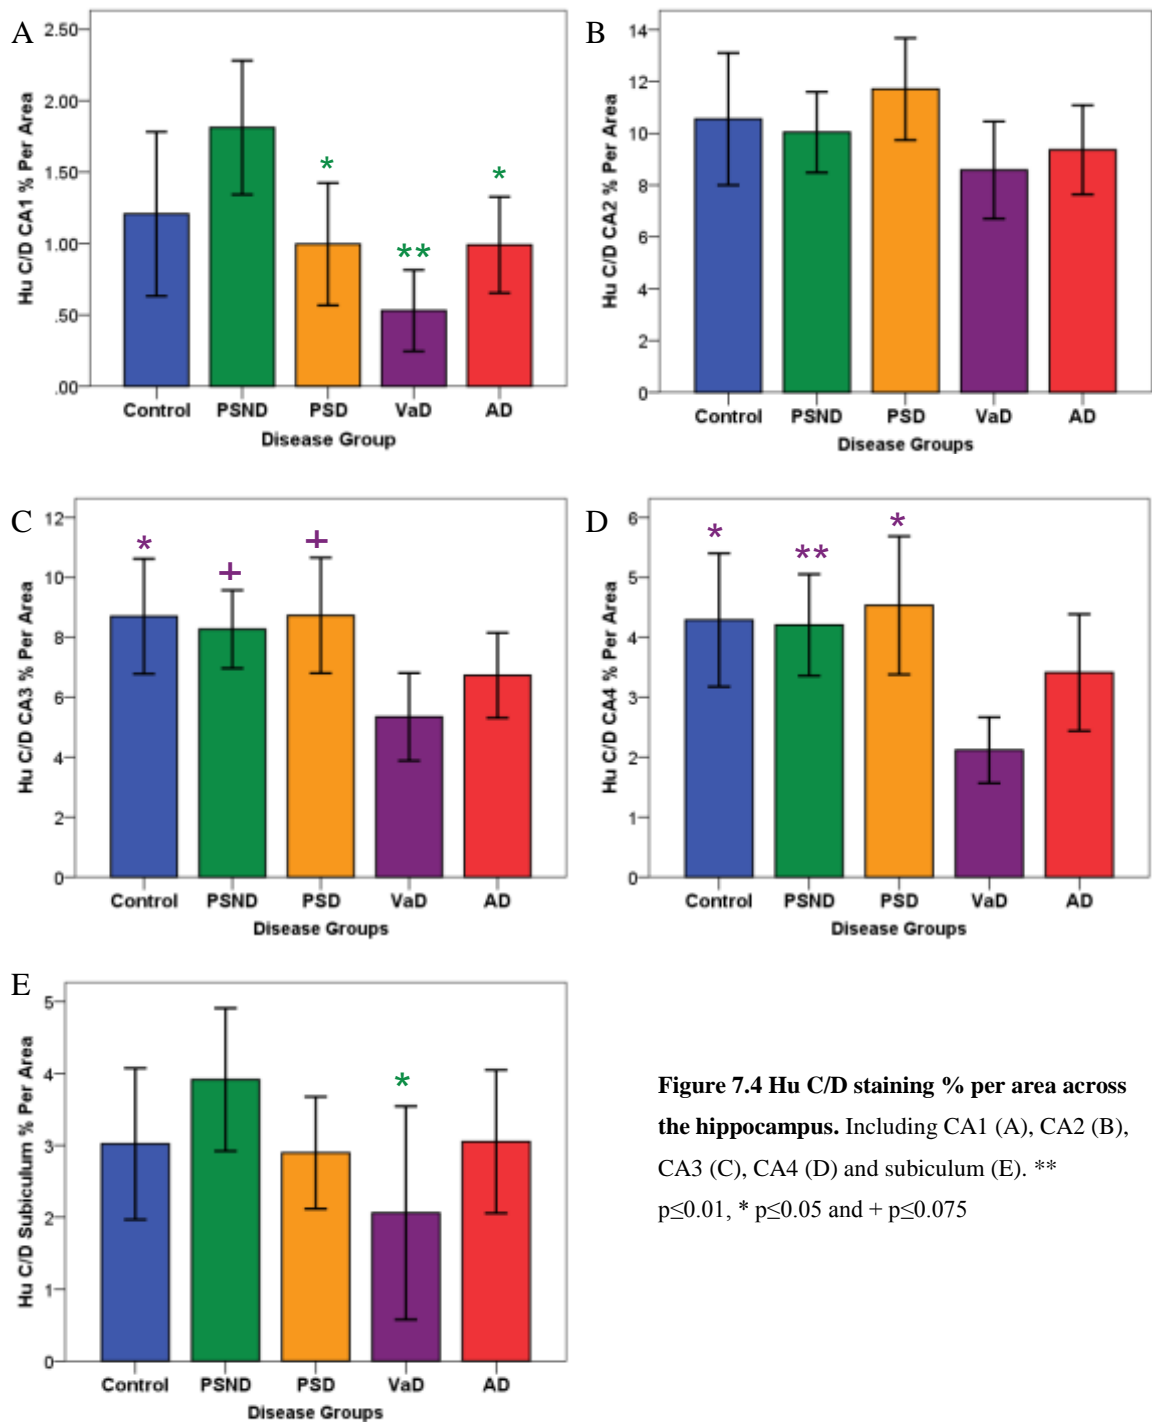 A
Hu C/D CA1 % Per Area
2.50
2.00
1.50
1.00
.50
.00
*
**
*
Control PSND PSD VaD AD
Disease Group
B
Hu C/D CA2 % Per Area
14
12
10
8
6
4
2
0
Control PSND PSD VaD AD
Disease Groups
C
Hu C/D CA3 % Per Area
12
10
8
6
4
2
0
* + +
Control PSND PSD VaD AD
Disease Groups
D
Hu C/D CA4 % Per Area
6
5
4
3
2
1
0
* ** *
Control PSND PSD VaD AD
Disease Groups
E
Hu C/D Subiculum % Per Area
5
4
3
2
1
0
*
Control PSND PSD VaD AD
Disease Groups
Figure 7.4 Hu C/D staining % per area across
the hippocampus. Including CA1 (A), CA2 (B),
CA3 (C), CA4 (D) and subiculum (E). **
p≤0.01, * p≤0.05 and + p≤0.075